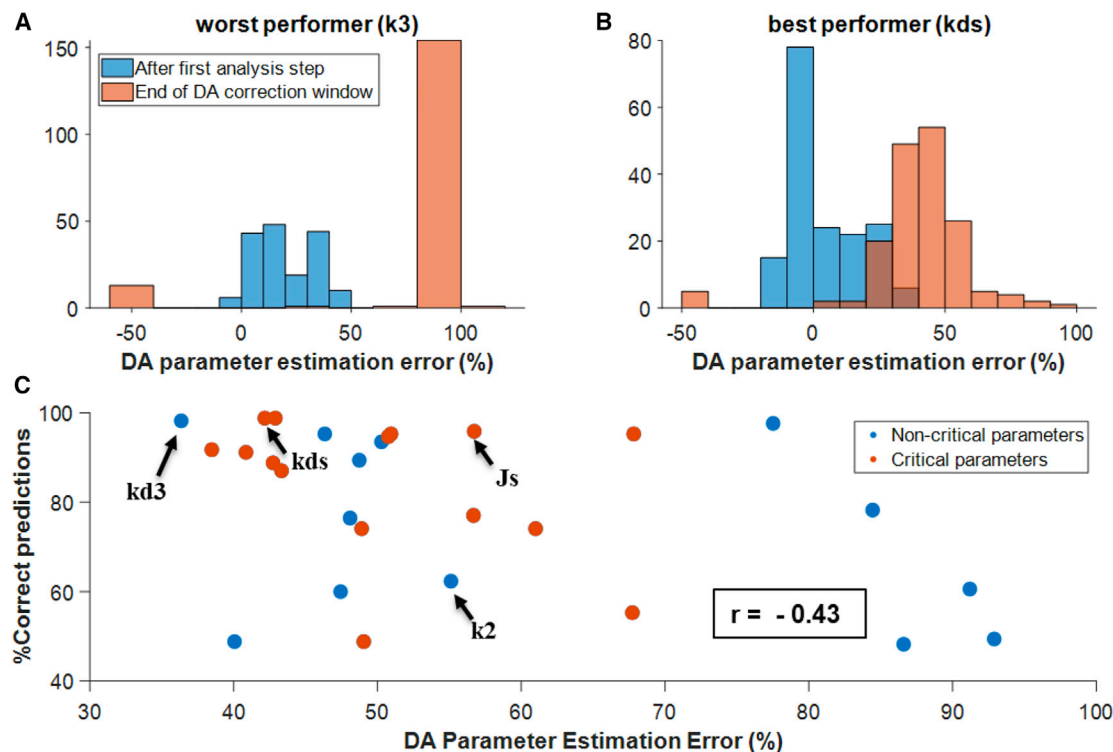 A
worst performer (k3)
150
100
50
0
After first analysis step
End of DA correction window
-50
0
50
100
DA parameter estimation error (%)
B
best performer (kds)
80
60
40
20
0
-50
0
50
100
DA parameter estimation error (%)
C
%Correct predictions
100
80
60
40
kd3
kds
Js
k2
Non-critical parameters
Critical parameters
r = - 0.43
30
40
50
60
70
80
90
100
DA Parameter Estimation Error (%)